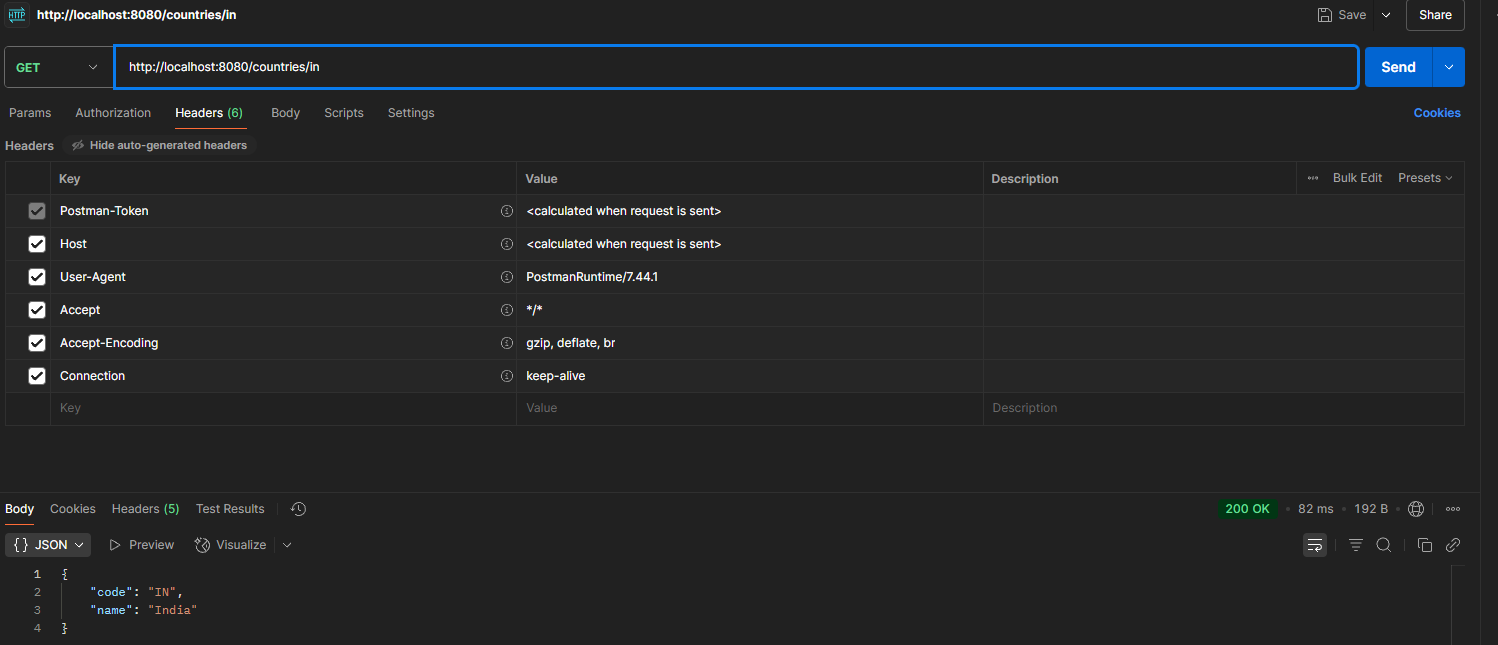 HTTP http://localhost:8080/countries/in Save Share
GET http://localhost:8080/countries/in Send
Params Authorization Headers (6) Body Scripts Settings Cookies
Headers Hide auto-generated headers
Key Value Description Bulk Edit Presets
Postman-Token <calculated when request is sent>
Host <calculated when request is sent>
User-Agent PostmanRuntime/7.44.1
Accept */*
Accept-Encoding gzip, deflate, br
Connection keep-alive
Key Value Description
Body Cookies Headers (5) Test Results 200 OK • 82 ms • 192 B •
{} JSON Preview Visualize
1 {
2 "code": "IN",
3 "name": "India"
4 }